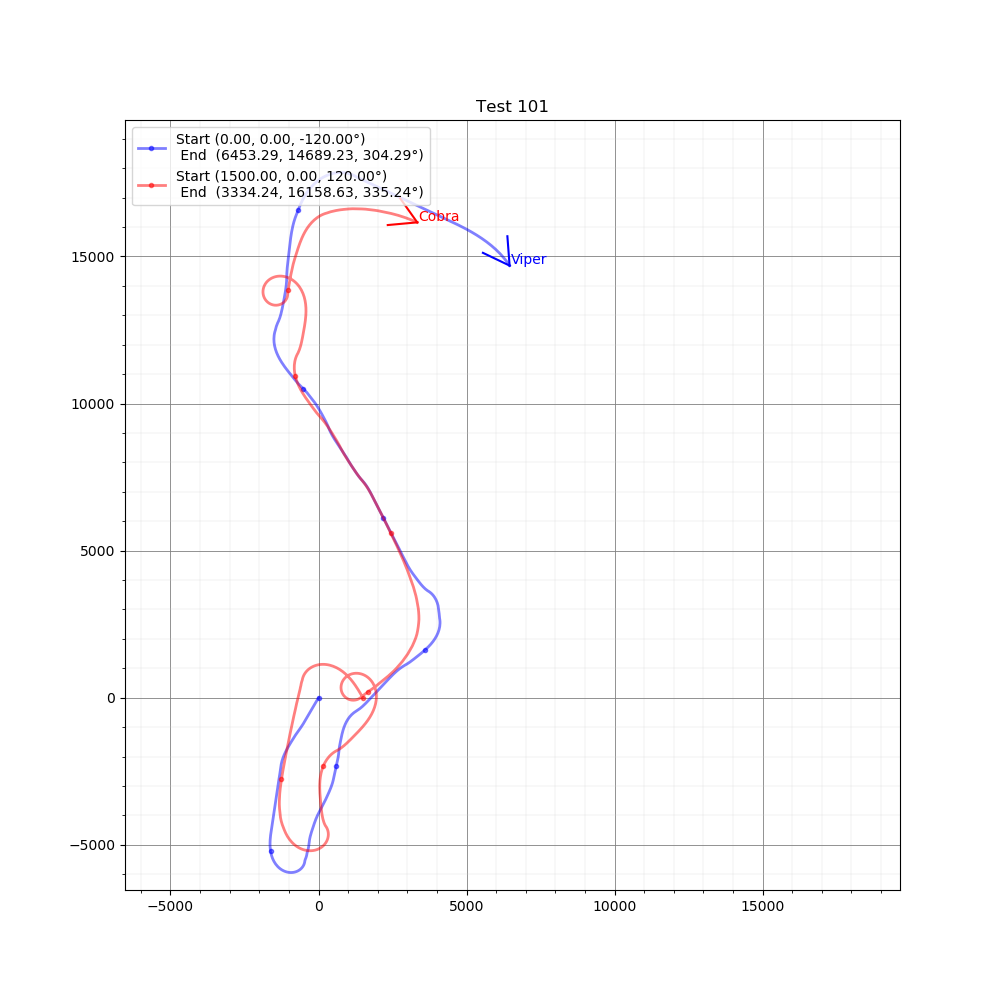 Test 101
Start (0.00, 0.00, -120.00°)
End (6453.29, 14689.23, 304.29°)
Start (1500.00, 0.00, 120.00°)
End (3334.24, 16158.63, 335.24°)
Cobra
Viper
15000
10000
5000
0
−5000
−5000
0
5000
10000
15000